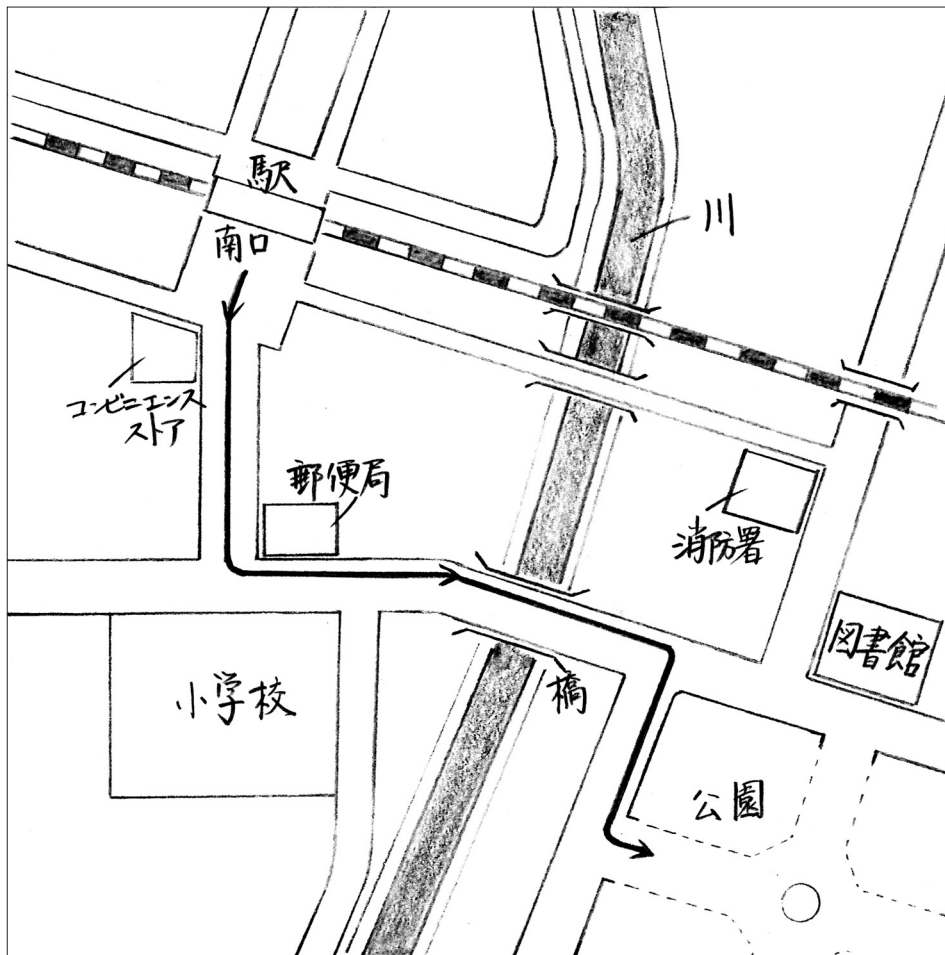 駅
南口
川
コンビニエンス
ストア
郵便局
消防署
図書館
小学校
橋
公園